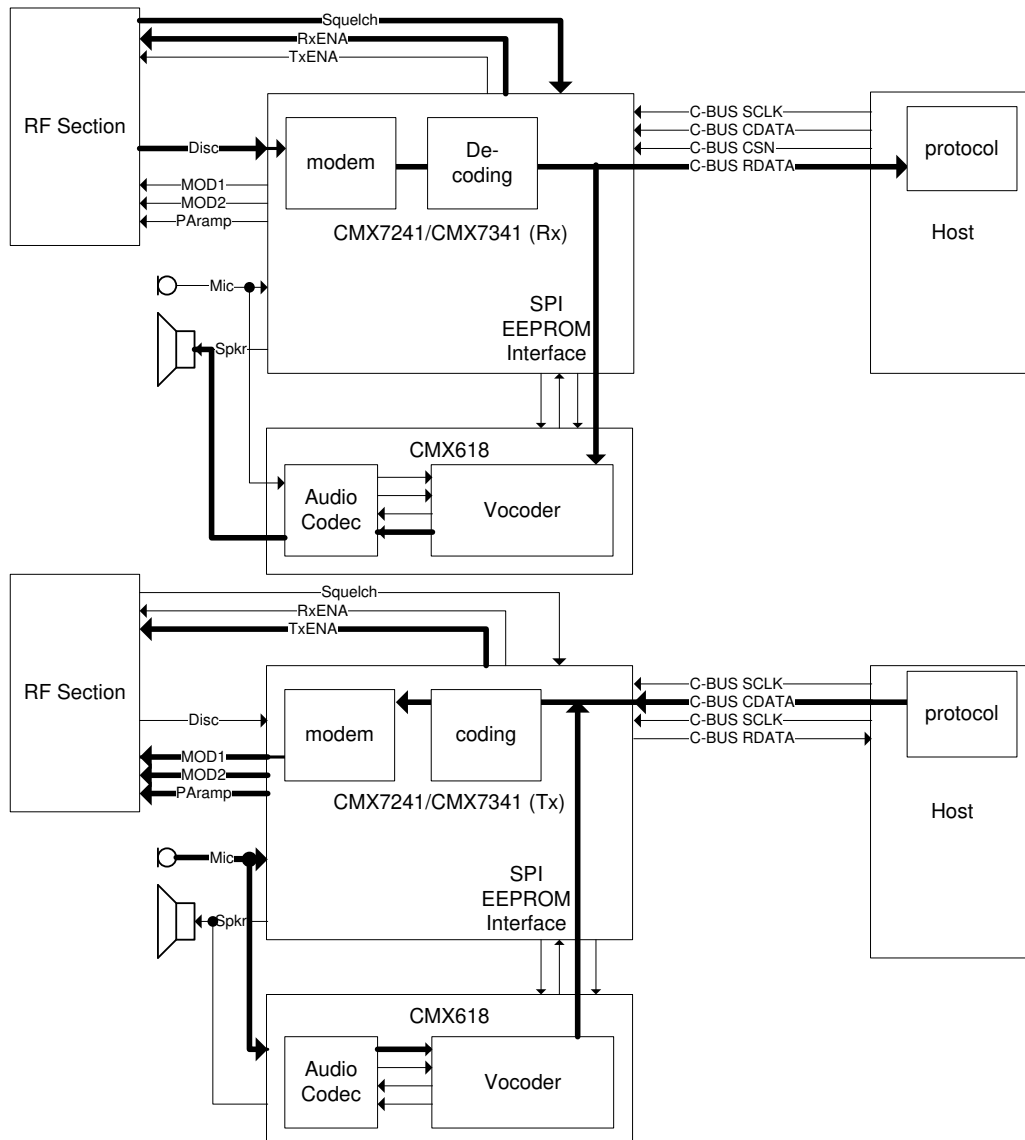 Squelch
RxENA
TxENA
RF Section
Disc
MOD1
MOD2
PAramp
modem
De-
coding
CMX7241/CMX7341 (Rx)
C-BUS SCLK
C-BUS CDATA
C-BUS CSN
C-BUS RDATA
protocol
Host
Mic
Spkr
SPI
EEPROM
Interface
CMX618
Audio
Codec
Vocoder
Squelch
RxENA
TxENA
RF Section
Disc
MOD1
MOD2
PAramp
modem
coding
CMX7241/CMX7341 (Tx)
C-BUS SCLK
C-BUS CDATA
C-BUS SCLK
C-BUS RDATA
protocol
Host
Mic
Spkr
SPI
EEPROM
Interface
CMX618
Audio
Codec
Vocoder